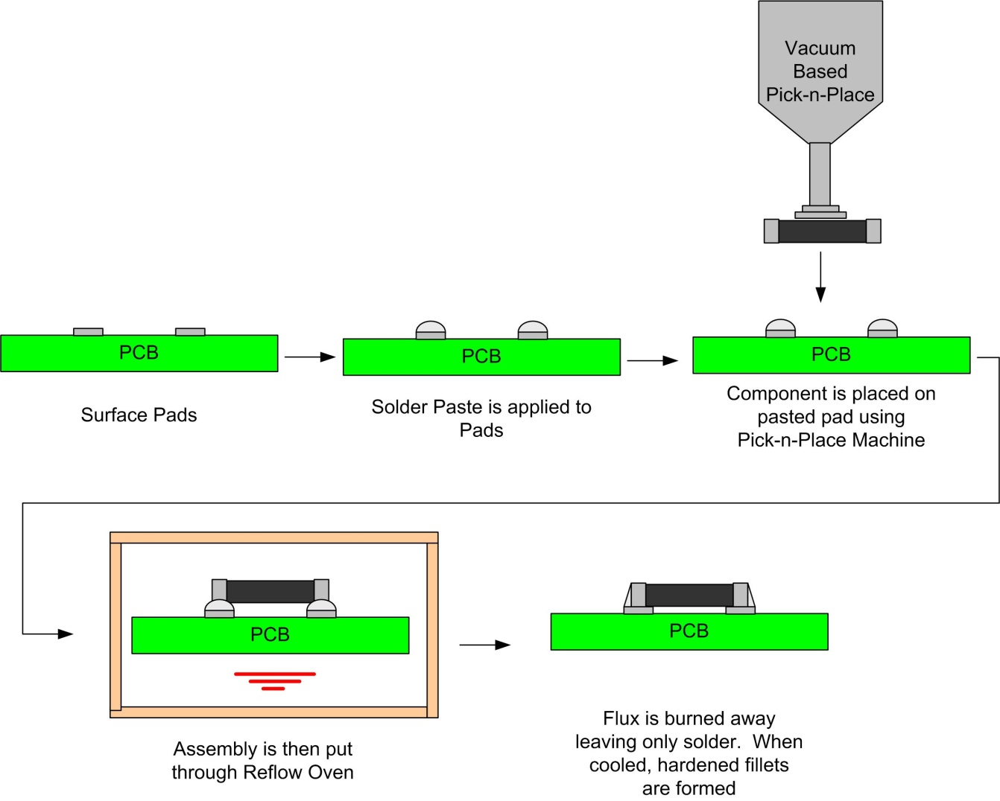 Vacuum
Based
Pick-n-Place
PCB
Surface Pads
PCB
Solder Paste is applied to
Pads
PCB
Component is placed on
pasted pad using
Pick-n-Place Machine
PCB
Assembly is then put
through Reflow Oven
PCB
Flux is burned away
leaving only solder.  When
cooled, hardened fillets
are formed